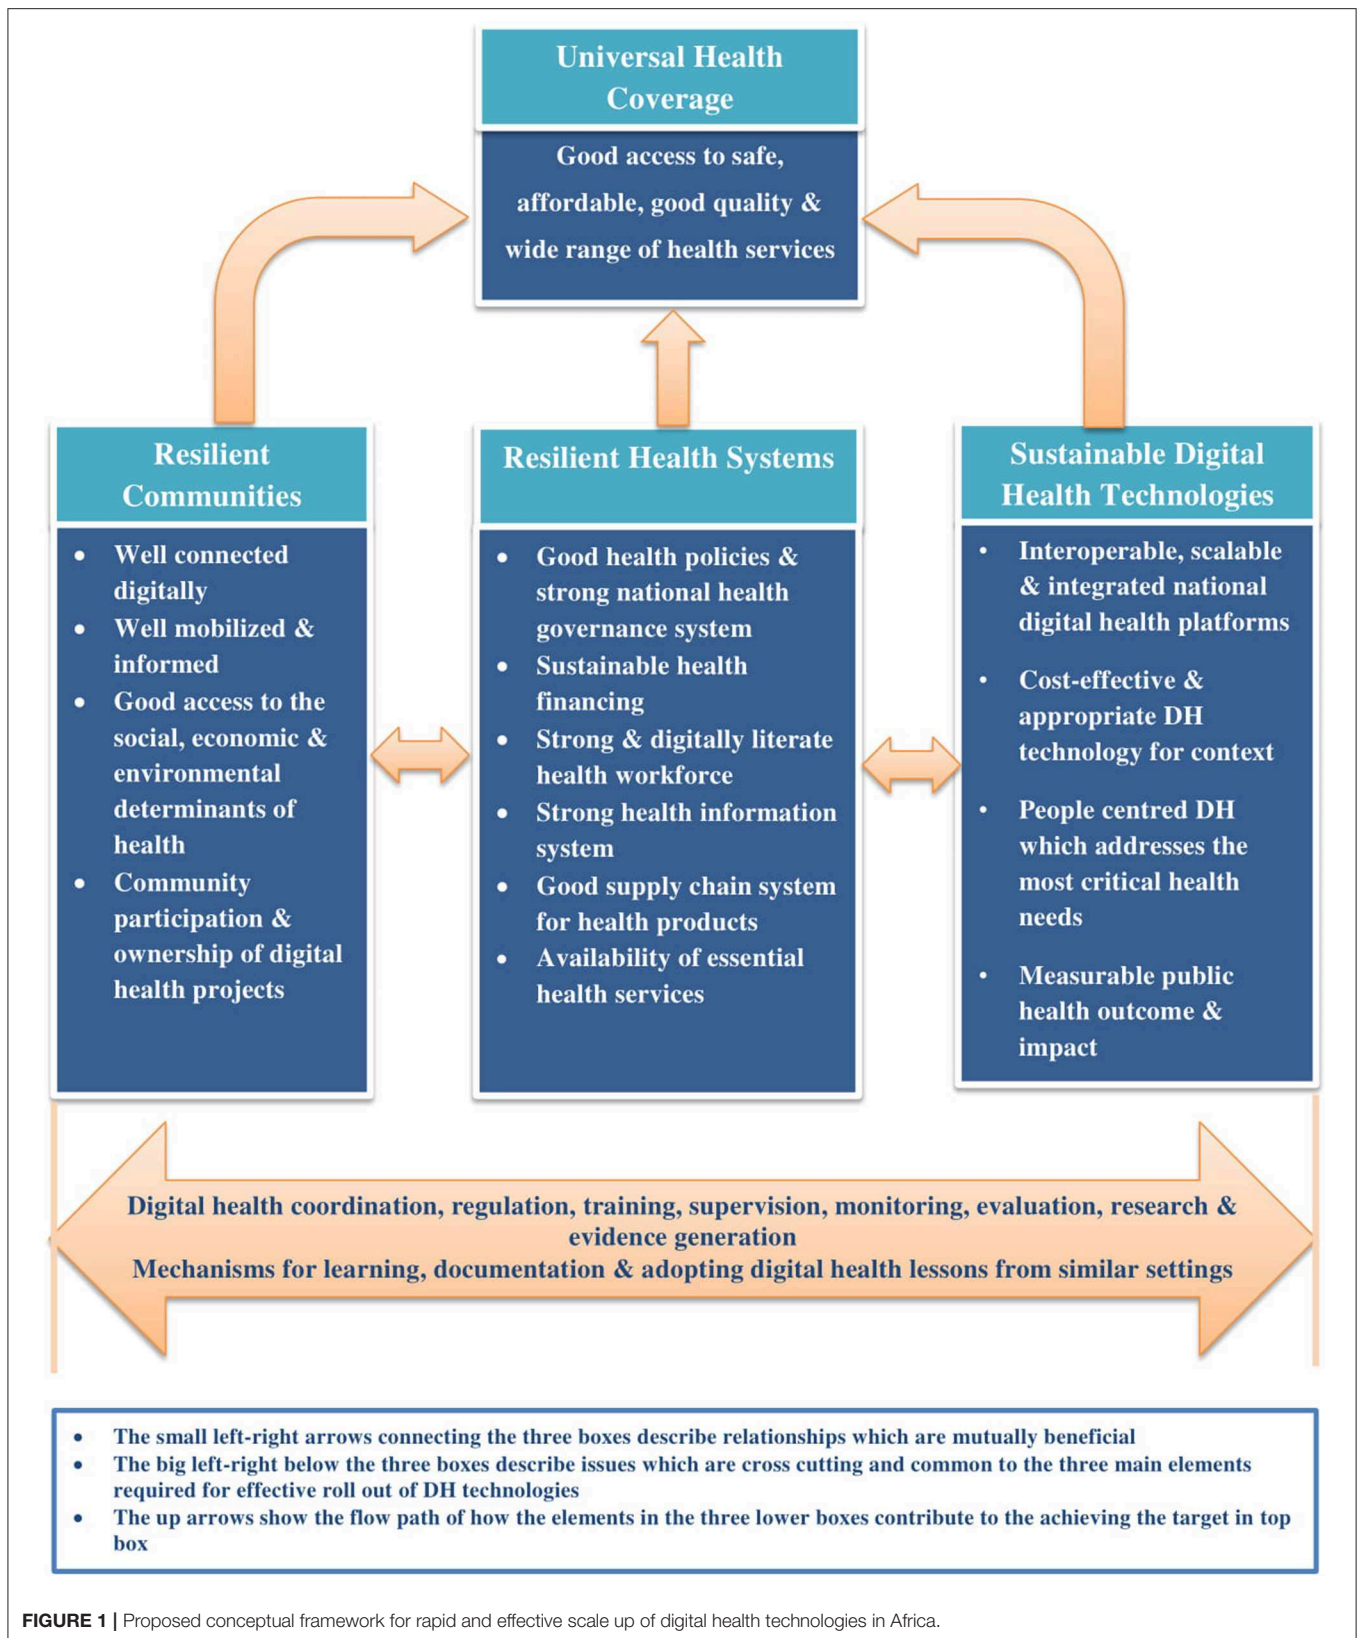 Universal Health
Coverage
Good access to safe,
affordable, good quality &
wide range of health services
Resilient
Communities
• Well connected
digitally
• Well mobilized &
informed
• Good access to the
social, economic &
environmental
determinants of
health
• Community
participation &
ownership of digital
health projects
Resilient Health Systems
• Good health policies &
strong national health
governance system
• Sustainable health
financing
• Strong & digitally literate
health workforce
• Strong health information
system
• Good supply chain system
for health products
• Availability of essential
health services
Sustainable Digital
Health Technologies
• Interoperable, scalable
& integrated national
digital health platforms
• Cost-effective &
appropriate DH
technology for context
• People centred DH
which addresses the
most critical health
needs
• Measurable public
health outcome &
impact
Digital health coordination, regulation, training, supervision, monitoring, evaluation, research &
evidence generation
Mechanisms for learning, documentation & adopting digital health lessons from similar settings
• The small left-right arrows connecting the three boxes describe relationships which are mutually beneficial
• The big left-right below the three boxes describe issues which are cross cutting and common to the three main elements
required for effective roll out of DH technologies
• The up arrows show the flow path of how the elements in the three lower boxes contribute to the achieving the target in top
box
FIGURE 1 | Proposed conceptual framework for rapid and effective scale up of digital health technologies in Africa.